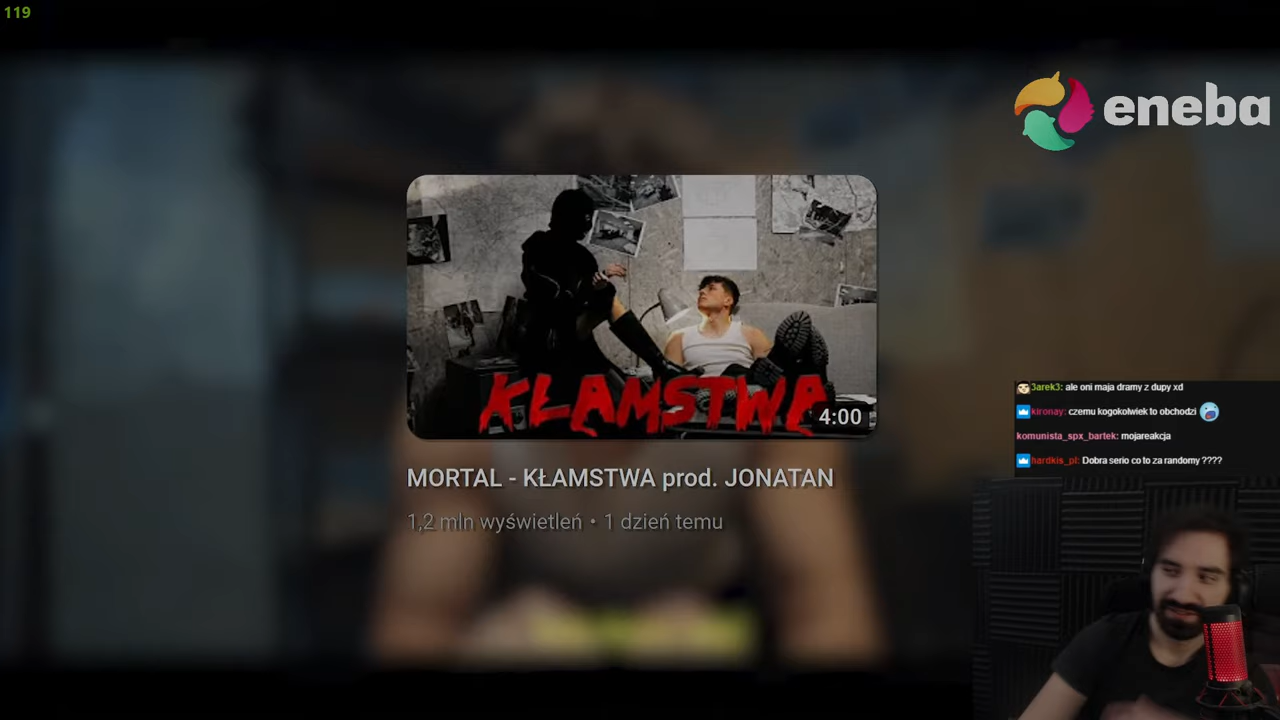 119
eneba
KŁAMSTWA
4:00
MORTAL - KŁAMSTWA prod. JONATAN
1,2 mln wyświetleń • 1 dzień temu
3arek3: ale oni maja dramy z dupy xd
kironay: czemu kogokolwiek to obchodzi
komunista_spx_bartek: mojareakcja
hardkis_pl: Dobra serio co to za randomy ????